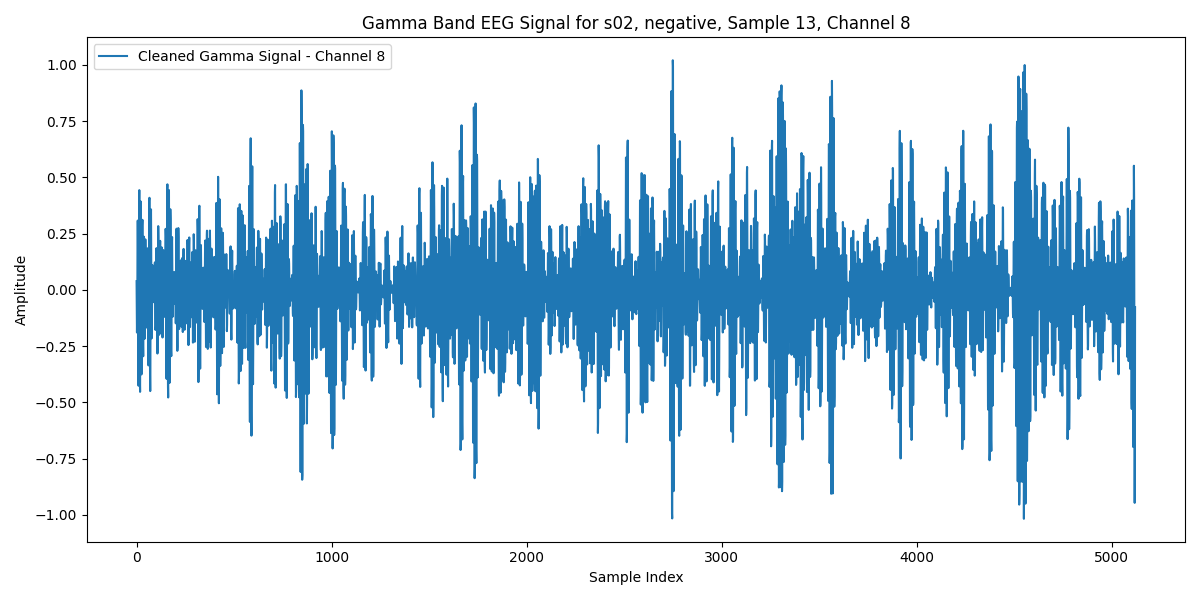 Gamma Band EEG Signal for s02, negative, Sample 13, Channel 8
Cleaned Gamma Signal - Channel 8
1.00
0.75
0.50
0.25
0.00
−0.25
−0.50
−0.75
−1.00
Amplitude
0 1000 2000 3000 4000 5000
Sample Index